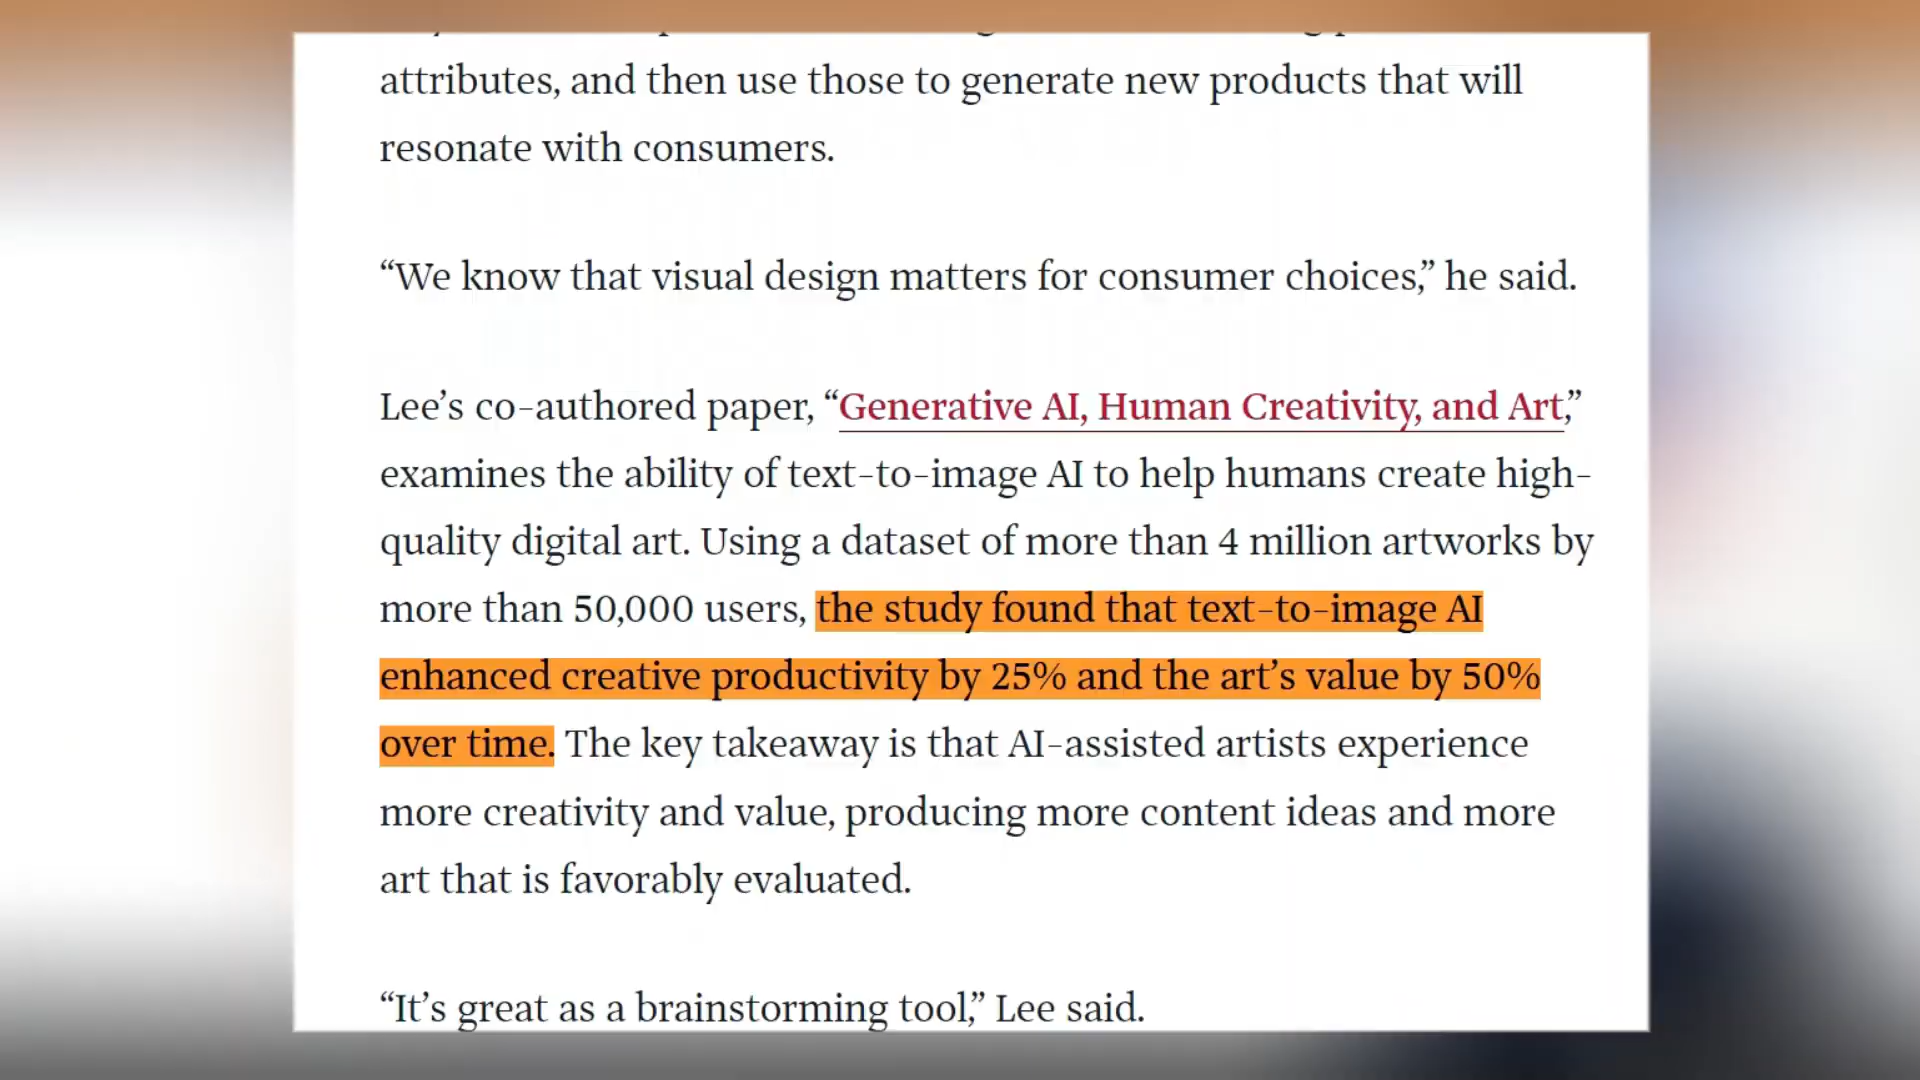 attributes, and then use those to generate new products that will
resonate with consumers.
“We know that visual design matters for consumer choices,” he said.
Lee’s co-authored paper, “Generative AI, Human Creativity, and Art,”
examines the ability of text-to-image AI to help humans create high-
quality digital art. Using a dataset of more than 4 million artworks by
more than 50,000 users, the study found that text-to-image AI
enhanced creative productivity by 25% and the art’s value by 50%
over time. The key takeaway is that AI-assisted artists experience
more creativity and value, producing more content ideas and more
art that is favorably evaluated.
“It’s great as a brainstorming tool,” Lee said.